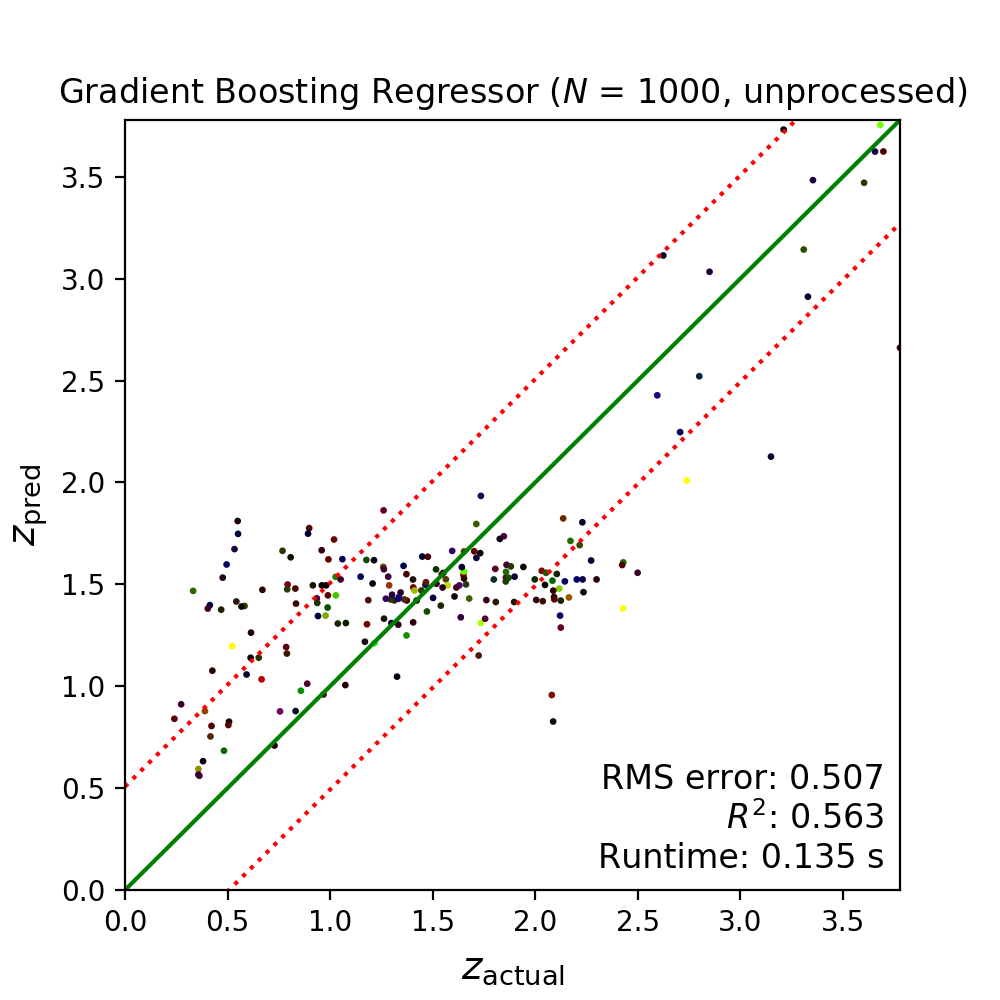 Gradient Boosting Regressor (N = 1000, unprocessed)
3.5
3.0
2.5
2.0
1.5
1.0
0.5
0.0
z_pred
RMS error: 0.507
R²: 0.563
Runtime: 0.135 s
0.0 0.5 1.0 1.5 2.0 2.5 3.0 3.5
z_actual